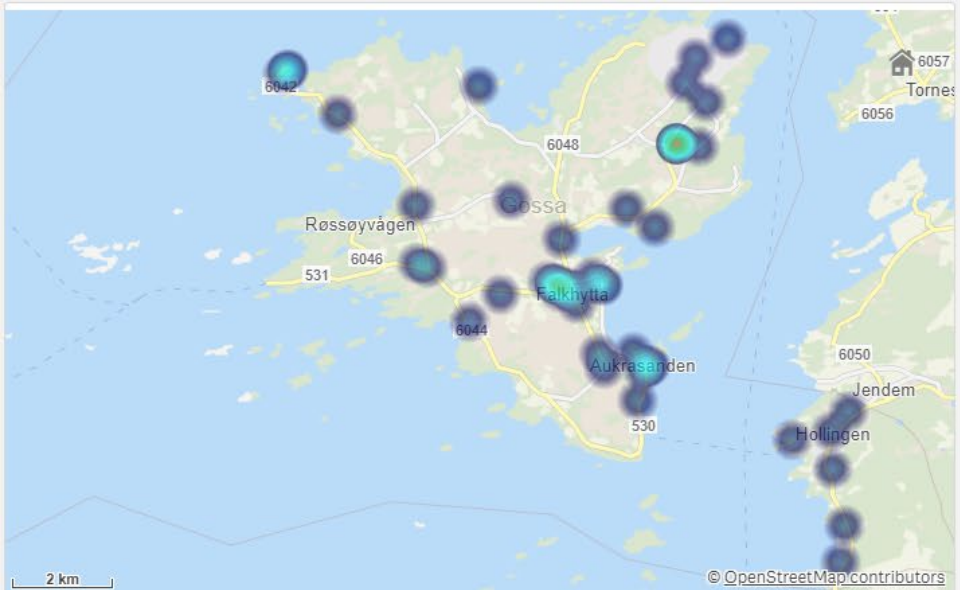 6057
Tornes
6042
6056
6048
Gossa
Røssøyvågen
6046
531
Falkhytta
6044
6050
Aukrasanden
Jendem
530
Hollingen
2 km
© OpenStreetMap contributors